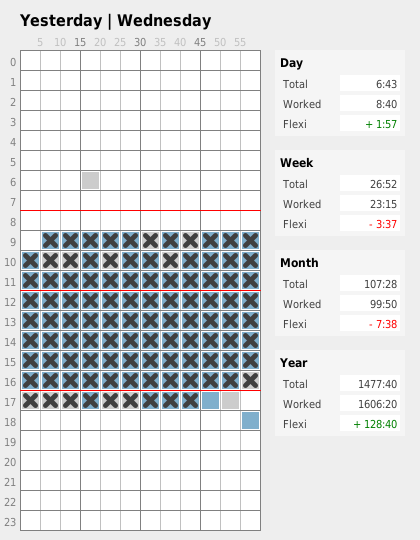 Yesterday | Wednesday
5 10 15 20 25 30 35 40 45 50 55
0
1
2
3
4
5
6
7
8
9
10
11
12
13
14
15
16
17
18
19
20
21
22
23
Day
Total 6:43
Worked 8:40
Flexi + 1:57
Week
Total 26:52
Worked 23:15
Flexi - 3:37
Month
Total 107:28
Worked 99:50
Flexi - 7:38
Year
Total 1477:40
Worked 1606:20
Flexi + 128:40